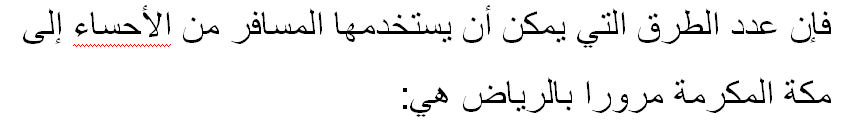 فإن عدد الطرق التي يمكن أن يستخدمها المسافر من الأحساء إلى
مكة المكرمة مرورا بالرياض هي: